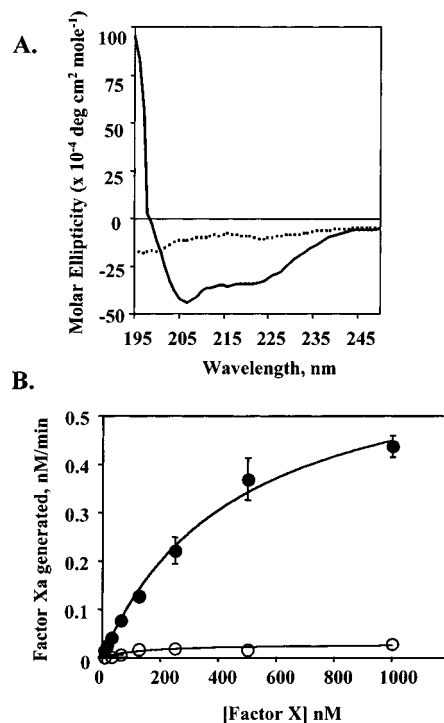 A.
Molar Ellipticity (x 10⁻⁴ deg cm² mole⁻¹)
100
75
50
25
0
-25
-50
195 205 215 225 235 245
Wavelength, nm
B.
Factor Xa generated, nM/min
0.5
0.4
0.3
0.2
0.1
0
0 200 400 600 800 1000
[Factor X] nM